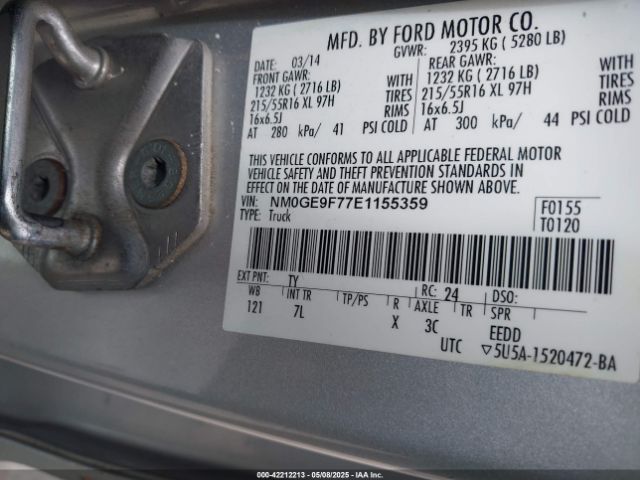 MFD. BY FORD MOTOR CO.
DATE: 03/14 GVWR: 2395 KG ( 5280 LB)
FRONT GAWR: REAR GAWR:
1232 KG ( 2716 LB) WITH 1232 KG ( 2716 LB) WITH
215/55R16 XL 97H TIRES 215/55R16 XL 97H TIRES
16x6.5J RIMS 16x6.5J RIMS
AT 280 kPa/ 41 PSI COLD AT 300 kPa/ 44 PSI COLD
THIS VEHICLE CONFORMS TO ALL APPLICABLE FEDERAL MOTOR
VEHICLE SAFETY AND THEFT PREVENTION STANDARDS IN
EFFECT ON THE DATE OF MANUFACTURE SHOWN ABOVE.
VIN: NM0GE9F77E1155359
TYPE: Truck
F0155
T0120
EXT PNT: TY RC: 24 DSO:
WB INT TR TP/PS R AXLE TR SPR
121 7L X 3C EEDD
UTC ▽5U5A-1520472-BA
000-42212213 - 05/08/2025 - IAAI.COM